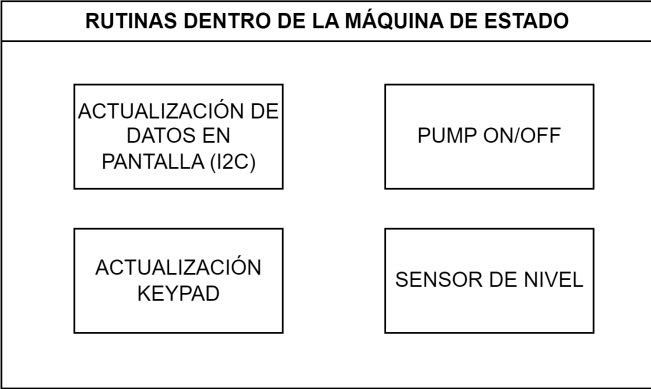 RUTINAS DENTRO DE LA MÁQUINA DE ESTADO
ACTUALIZACIÓN DE
DATOS EN
PANTALLA (I2C)
PUMP ON/OFF
ACTUALIZACIÓN
KEYPAD
SENSOR DE NIVEL